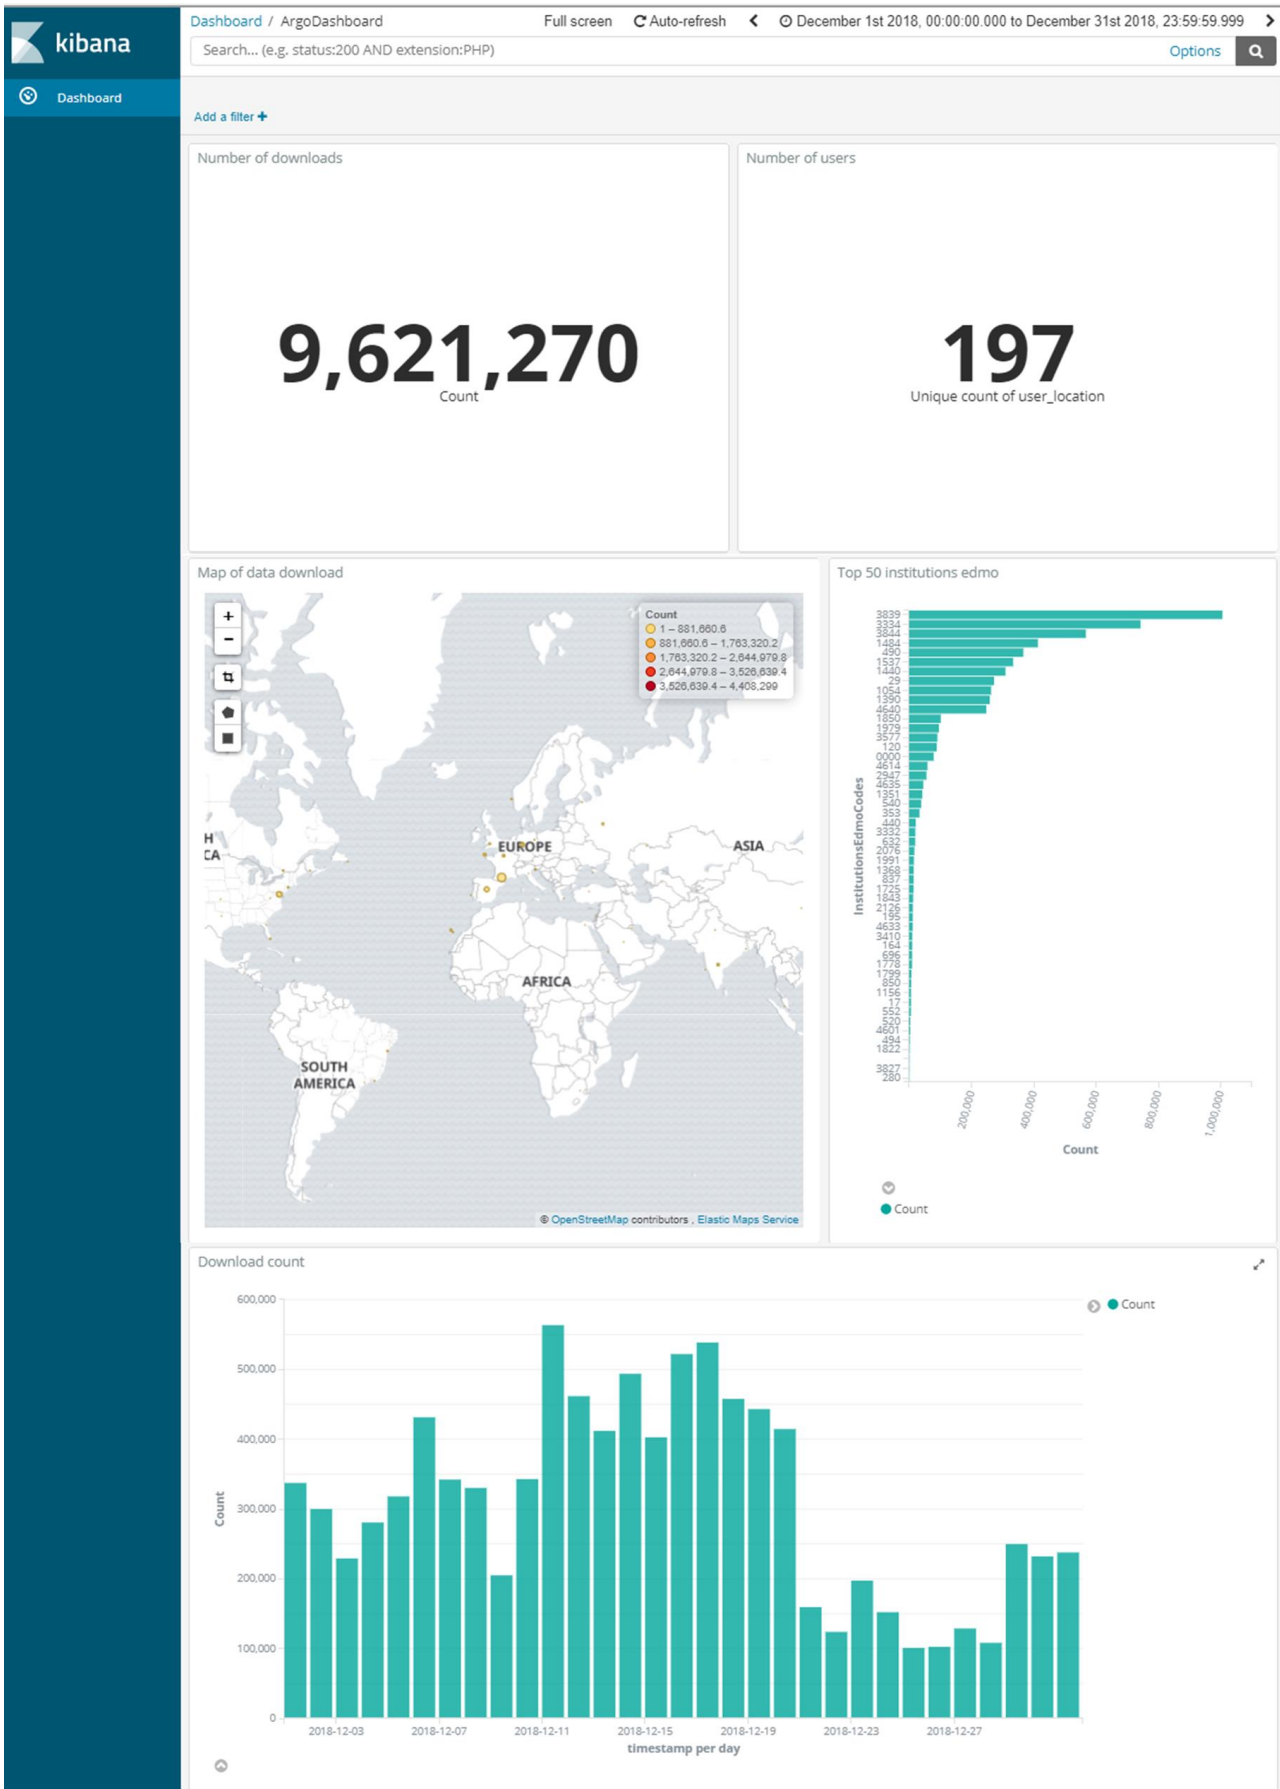 kibana
Dashboard
Dashboard / ArgoDashboard
Full screen Auto-refresh December 1st 2018, 00:00:00.000 to December 31st 2018, 23:59:59.999
Search... (e.g. status:200 AND extension:PHP)
Options
Add a filter +
Number of downloads
9,621,270
Count
Number of users
197
Unique count of user_location
Map of data download
+
−
Count
1 – 881,660.6
881,660.6 – 1,763,320.2
1,763,320.2 – 2,644,979.8
2,644,979.8 – 3,526,639.4
3,526,639.4 – 4,408,299
H
CA
EUROPE
ASIA
AFRICA
SOUTH
AMERICA
© OpenStreetMap contributors , Elastic Maps Service
Top 50 institutions edmo
InstitutionsEdmoCodes
3839
3334
3844
1484
490
1537
1440
29
1054
1390
4640
1850
1979
3577
120
0000
4614
2947
4635
1351
540
353
440
3332
632
2076
1991
1368
837
1725
1843
2126
195
4633
3410
164
696
1778
1799
850
1156
17
552
520
4601
494
1822
3827
280
200,000
400,000
600,000
800,000
1,000,000
Count
Count
Download count
Count
Count
600,000
500,000
400,000
300,000
200,000
100,000
0
2018-12-03
2018-12-07
2018-12-11
2018-12-15
2018-12-19
2018-12-23
2018-12-27
timestamp per day